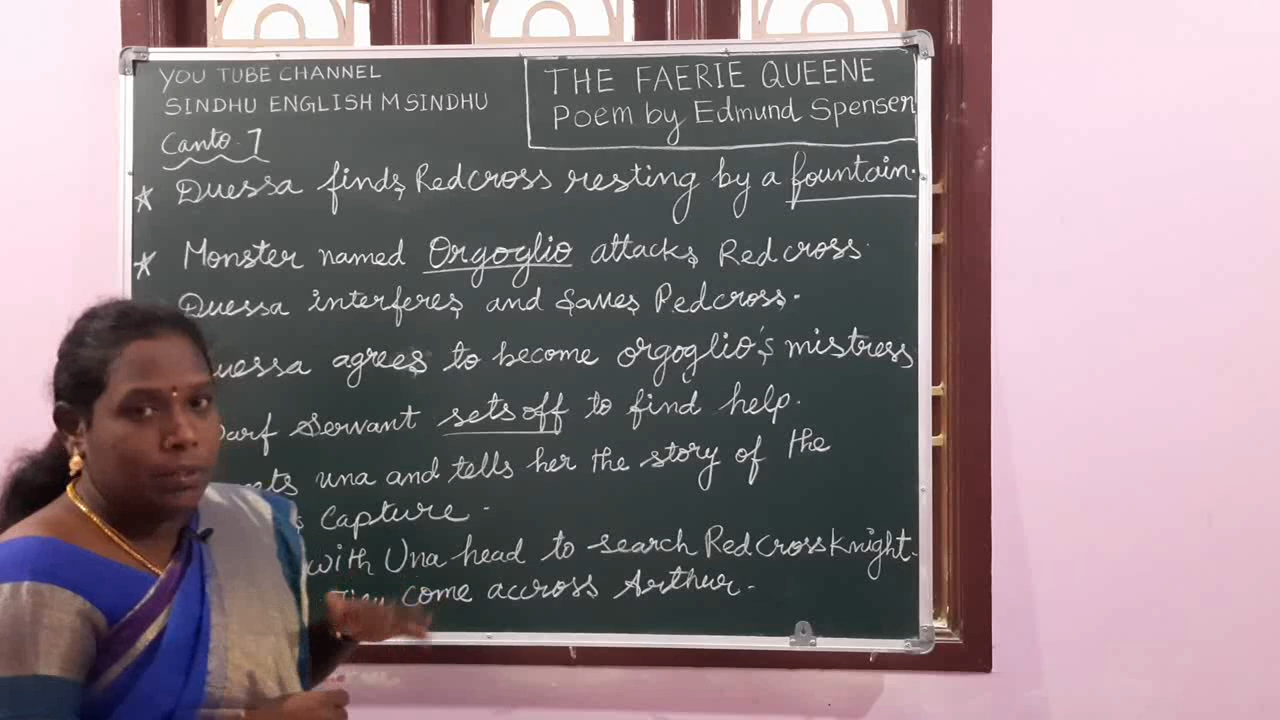 YOU TUBE CHANNEL
SINDHU ENGLISH M SINDHU
THE FAERIE QUEENE
Poem by Edmund Spenser
Canto. 7
★ Duessa finds Redcross resting by a fountain.
★ Monster named Orgoglio attacks Redcross.
Duessa interferes and saves Redcross.
agrees to become orgoglio's mistress
servant sets off to find help.
una and tells her the story of the
Capture.
with Una head to search Redcross Knight.
come accross Arthur.